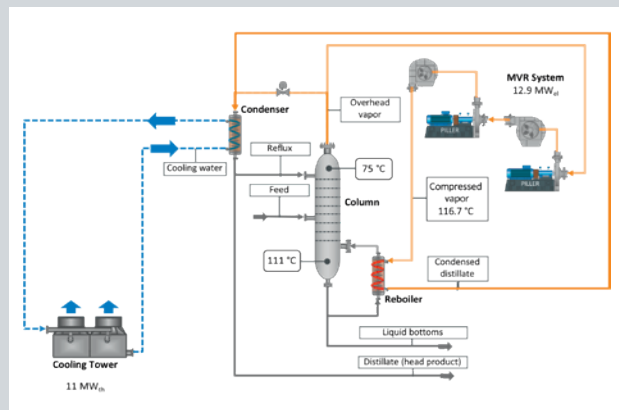 MVR System
12.9 MWel
Condenser
Overhead
vapor
PILLER
Reflux
75 °C
PILLER
Cooling water
Feed
Column
Compressed
vapor
116.7 °C
111 °C
Condensed
distillate
Reboiler
Liquid bottoms
Cooling Tower
Distillate (head product)
11 MWth